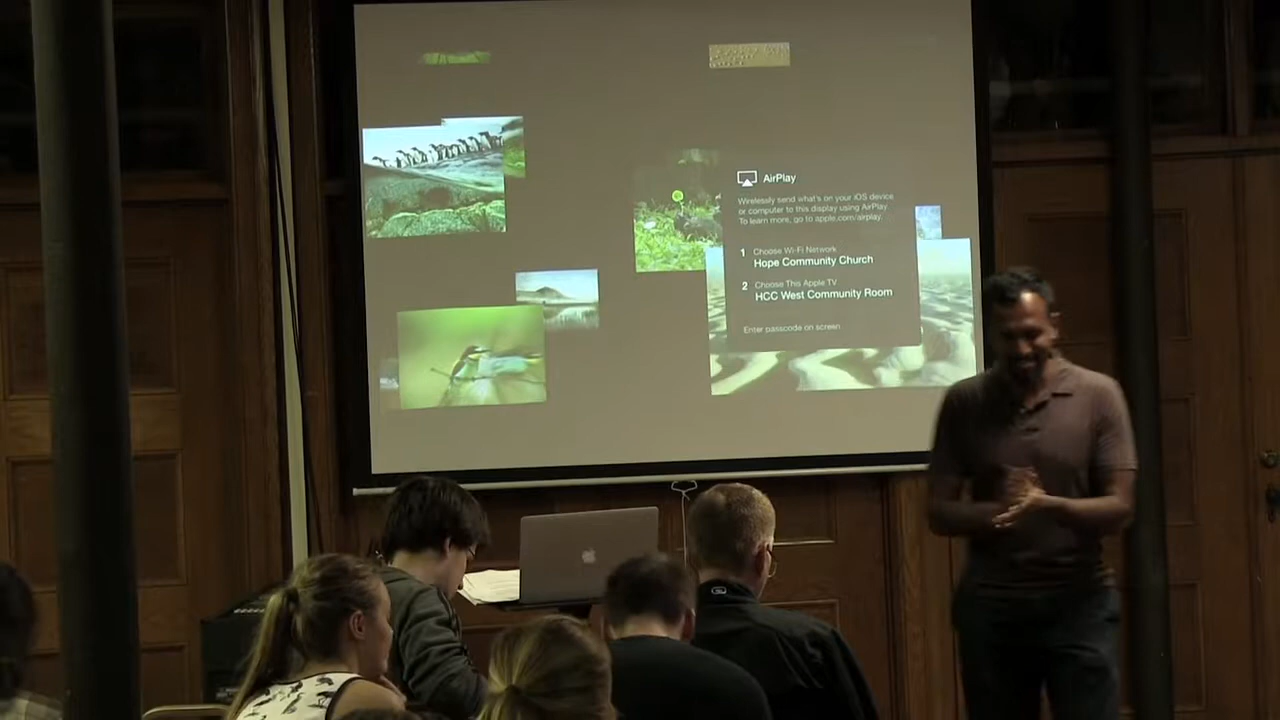 AirPlay
Wirelessly send what's on your iOS device
or computer to this display using AirPlay.
To learn more, go to apple.com/airplay.
1 Choose Wi-Fi Network
Hope Community Church
2 Choose This Apple TV
HCC West Community Room
Enter passcode on screen